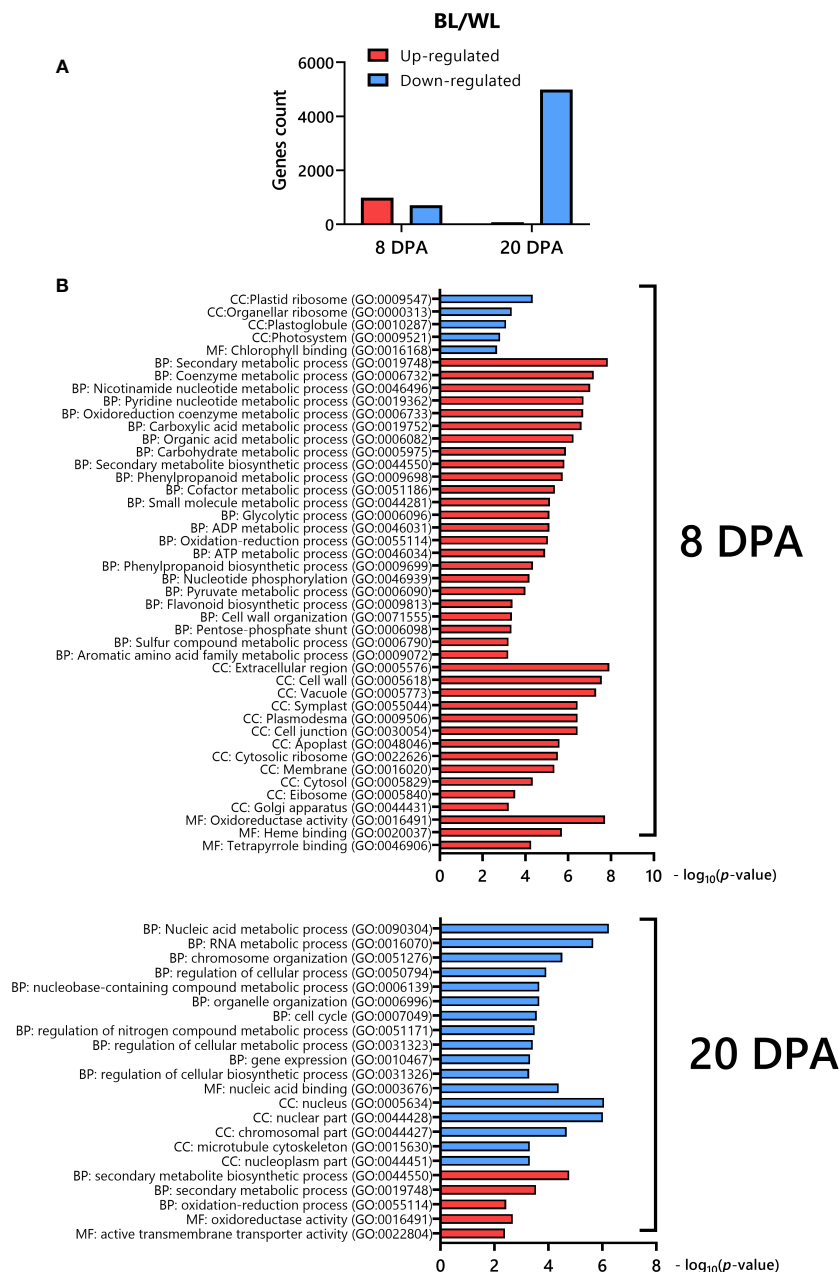 BL/WL
A
Up-regulated
Down-regulated
Genes count
6000
4000
2000
0
8 DPA
20 DPA
B
CC:Plastid ribosome (GO:0009547)
CC:Organellar ribosome (GO:0000313)
CC:Plastoglobule (GO:0010287)
CC:Photosystem (GO:0009521)
MF: Chlorophyll binding (GO:0016168)
BP: Secondary metabolic process (GO:0019748)
BP: Coenzyme metabolic process (GO:0006732)
BP: Nicotinamide nucleotide metabolic process (GO:0046496)
BP: Pyridine nucleotide metabolic process (GO:0019362)
BP: Oxidoreduction coenzyme metabolic process (GO:0006733)
BP: Carboxylic acid metabolic process (GO:0019752)
BP: Organic acid metabolic process (GO:0006082)
BP: Carbohydrate metabolic process (GO:0005975)
BP: Secondary metabolite biosynthetic process (GO:0044550)
BP: Phenylpropanoid metabolic process (GO:0009698)
BP: Cofactor metabolic process (GO:0051186)
BP: Small molecule metabolic process (GO:0044281)
BP: Glycolytic process (GO:0006096)
BP: ADP metabolic process (GO:0046031)
BP: Oxidation-reduction process (GO:0055114)
BP: ATP metabolic process (GO:0046034)
BP: Phenylpropanoid biosynthetic process (GO:0009699)
BP: Nucleotide phosphorylation (GO:0046939)
BP: Pyruvate metabolic process (GO:0006090)
BP: Flavonoid biosynthetic process (GO:0009813)
BP: Cell wall organization (GO:0071555)
BP: Pentose-phosphate shunt (GO:0006098)
BP: Sulfur compound metabolic process (GO:0006790)
BP: Aromatic amino acid family metabolic process (GO:0009072)
CC: Extracellular region (GO:0005576)
CC: Cell wall (GO:0005618)
CC: Vacuole (GO:0005773)
CC: Symplast (GO:0055044)
CC: Plasmodesma (GO:0009506)
CC: Cell junction (GO:0030054)
CC: Apoplast (GO:0048046)
CC: Cytosolic ribosome (GO:0022626)
CC: Membrane (GO:0016020)
CC: Cytosol (GO:0005829)
CC: Eibosome (GO:0005840)
CC: Golgi apparatus (GO:0044431)
MF: Oxidoreductase activity (GO:0016491)
MF: Heme binding (GO:0020037)
MF: Tetrapyrrole binding (GO:0046906)
8 DPA
0 2 4 6 8 10 - log10(p-value)
BP: Nucleic acid metabolic process (GO:0090304)
BP: RNA metabolic process (GO:0016070)
BP: chromosome organization (GO:0051276)
BP: regulation of cellular process (GO:0050794)
BP: nucleobase-containing compound metabolic process (GO:0006139)
BP: organelle organization (GO:0006996)
BP: cell cycle (GO:0007049)
BP: regulation of nitrogen compound metabolic process (GO:0051171)
BP: regulation of cellular metabolic process (GO:0031323)
BP: gene expression (GO:0010467)
BP: regulation of cellular biosynthetic process (GO:0031326)
MF: nucleic acid binding (GO:0003676)
CC: nucleus (GO:0005634)
CC: nuclear part (GO:0044428)
CC: chromosomal part (GO:0044427)
CC: microtubule cytoskeleton (GO:0015630)
CC: nucleoplasm part (GO:0044451)
BP: secondary metabolite biosynthetic process (GO:0044550)
BP: secondary metabolic process (GO:0019748)
BP: oxidation-reduction process (GO:0055114)
MF: oxidoreductase activity (GO:0016491)
MF: active transmembrane transporter activity (GO:0022804)
20 DPA
0 2 4 6 8 - log10(p-value)